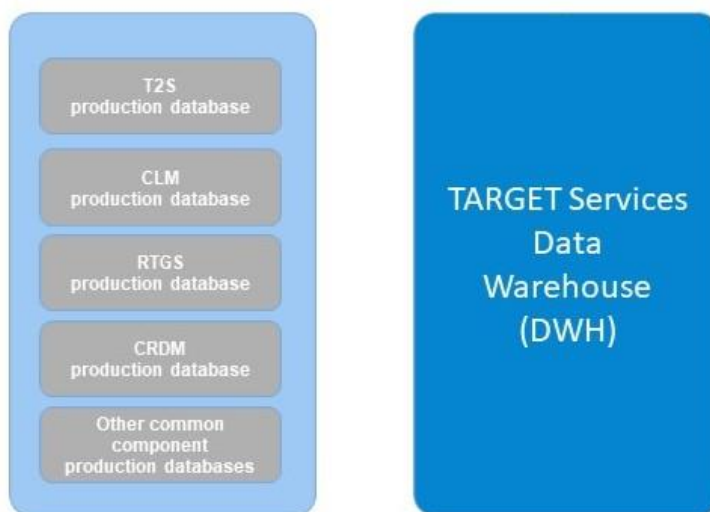 T2S
production database
CLM
production database
RTGS
production database
CRDM
production database
Other common
component
production databases
TARGET Services
Data
Warehouse
(DWH)